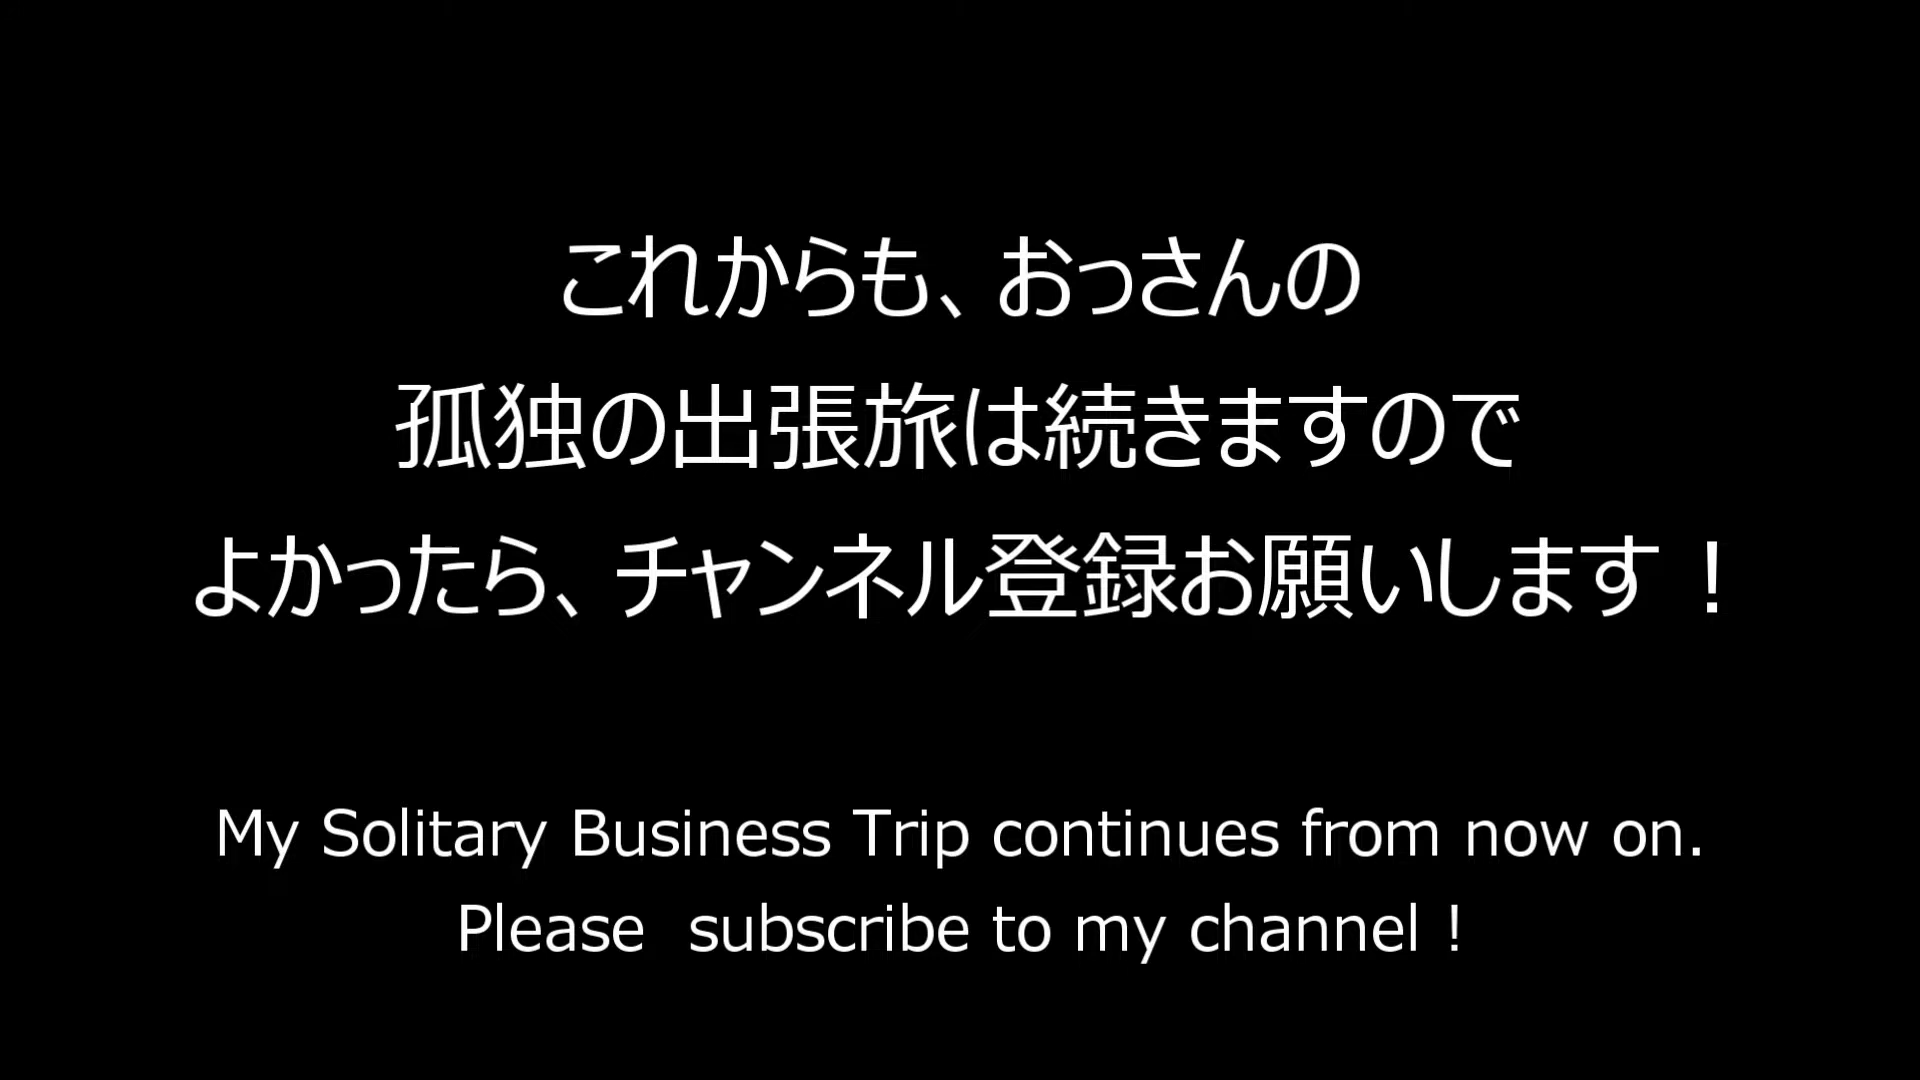 これからも、おっさんの
孤独の出張旅は続きますので
よかったら、チャンネル登録お願いします！
My Solitary Business Trip continues from now on.
Please  subscribe to my channel !